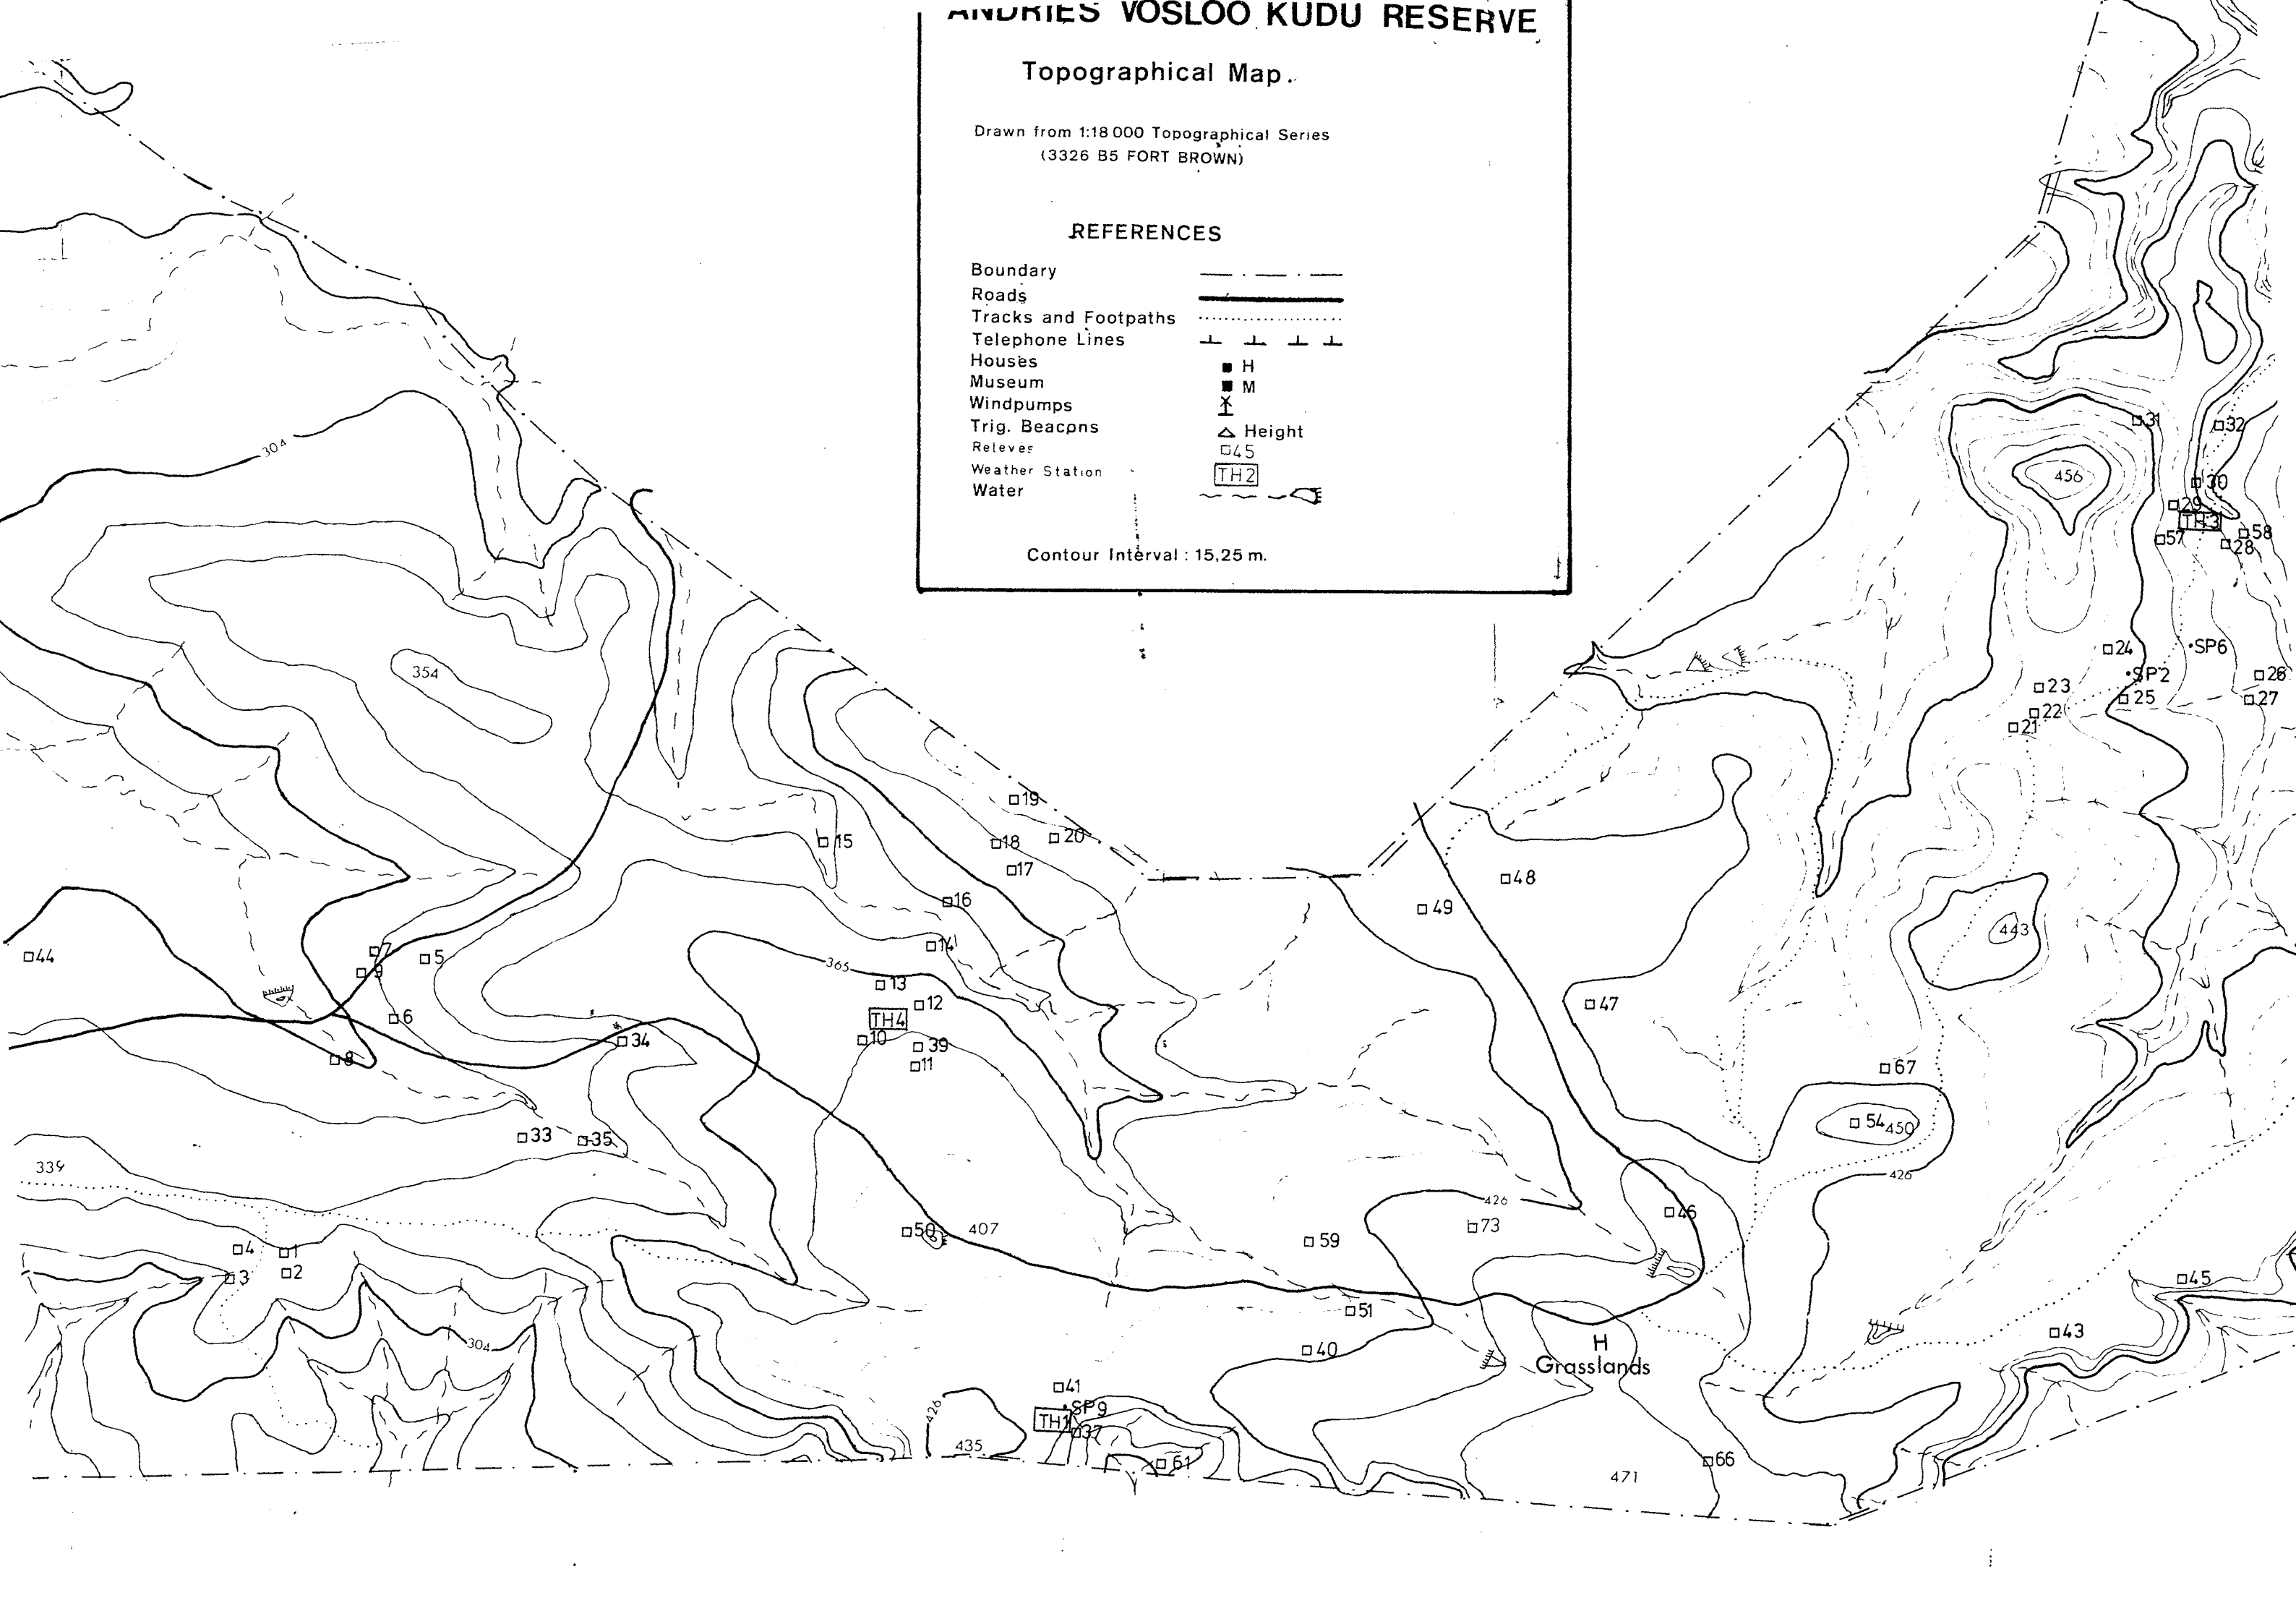 ANDRIES VOSLOO KUDU RESERVE
Topographical Map.
Drawn from 1:18 000 Topographical Series
(3326 B5 FORT BROWN)
REFERENCES
Boundary
Roads
Tracks and Footpaths
Telephone Lines
Houses H
Museum M
Windpumps
Trig. Beacons Height
Releves 45
Weather Station TH2
Water
Contour Interval : 15,25 m.
304
354
31
32
456
30
29
TH3
58
57
28
24
SP6
SP2
26
23
25
27
22
21
19
18
20
15
17
48
16
49
443
14
7
5
44
9
365
13
12
47
6
TH4
10
39
34
8
11
67
54 450
33
35
339
426
426
46
50
407
73
59
4
1
3
2
45
51
43
304
40
H
Grasslands
41
426
SP9
TH1
37
435
61
66
471